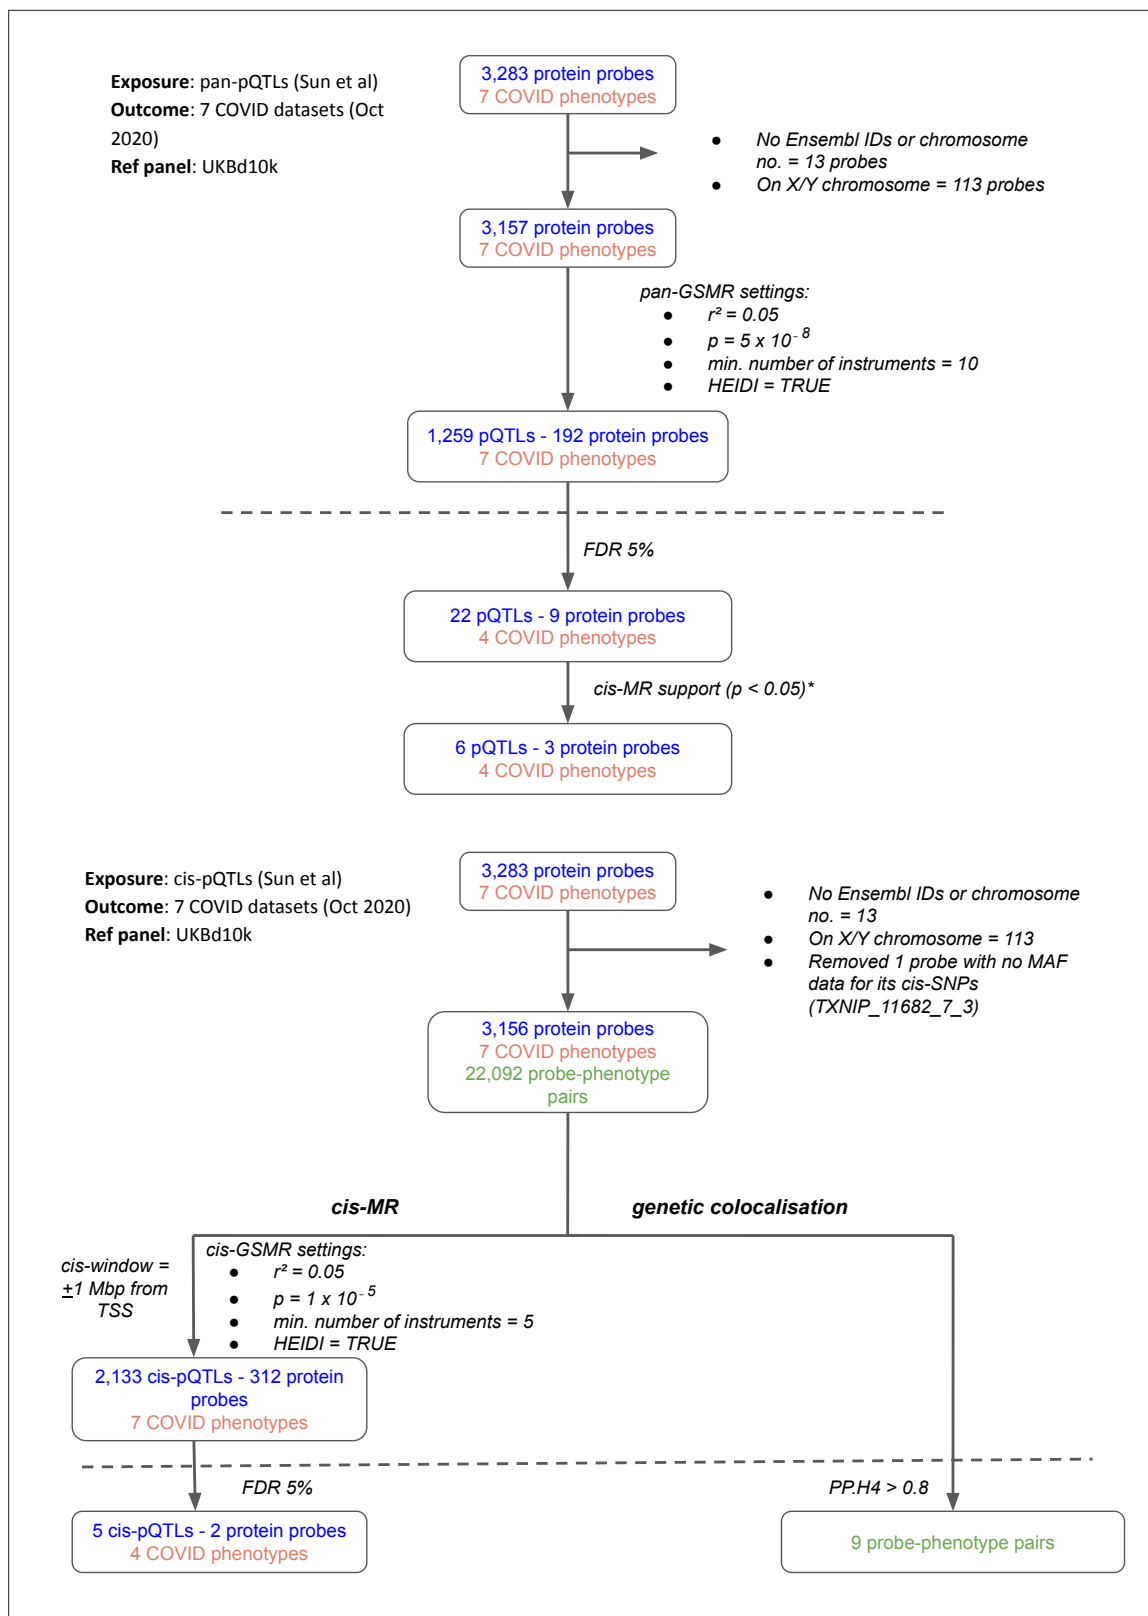 Exposure: pan-pQTLs (Sun et al)
Outcome: 7 COVID datasets (Oct
2020)
Ref panel: UKBd10k
3,283 protein probes
7 COVID phenotypes
● No Ensembl IDs or chromosome
no. = 13 probes
● On X/Y chromosome = 113 probes
3,157 protein probes
7 COVID phenotypes
pan-GSMR settings:
● r² = 0.05
● p = 5 x 10⁻⁸
● min. number of instruments = 10
● HEIDI = TRUE
1,259 pQTLs - 192 protein probes
7 COVID phenotypes
FDR 5%
22 pQTLs - 9 protein probes
4 COVID phenotypes
cis-MR support (p < 0.05)*
6 pQTLs - 3 protein probes
4 COVID phenotypes
Exposure: cis-pQTLs (Sun et al)
Outcome: 7 COVID datasets (Oct 2020)
Ref panel: UKBd10k
3,283 protein probes
7 COVID phenotypes
● No Ensembl IDs or chromosome
no. = 13
● On X/Y chromosome = 113
● Removed 1 probe with no MAF
data for its cis-SNPs
(TXNIP_11682_7_3)
3,156 protein probes
7 COVID phenotypes
22,092 probe-phenotype
pairs
cis-MR
genetic colocalisation
cis-window =
±1 Mbp from
TSS
cis-GSMR settings:
● r² = 0.05
● p = 1 x 10⁻⁵
● min. number of instruments = 5
● HEIDI = TRUE
2,133 cis-pQTLs - 312 protein
probes
7 COVID phenotypes
FDR 5%
PP.H4 > 0.8
5 cis-pQTLs - 2 protein probes
4 COVID phenotypes
9 probe-phenotype pairs